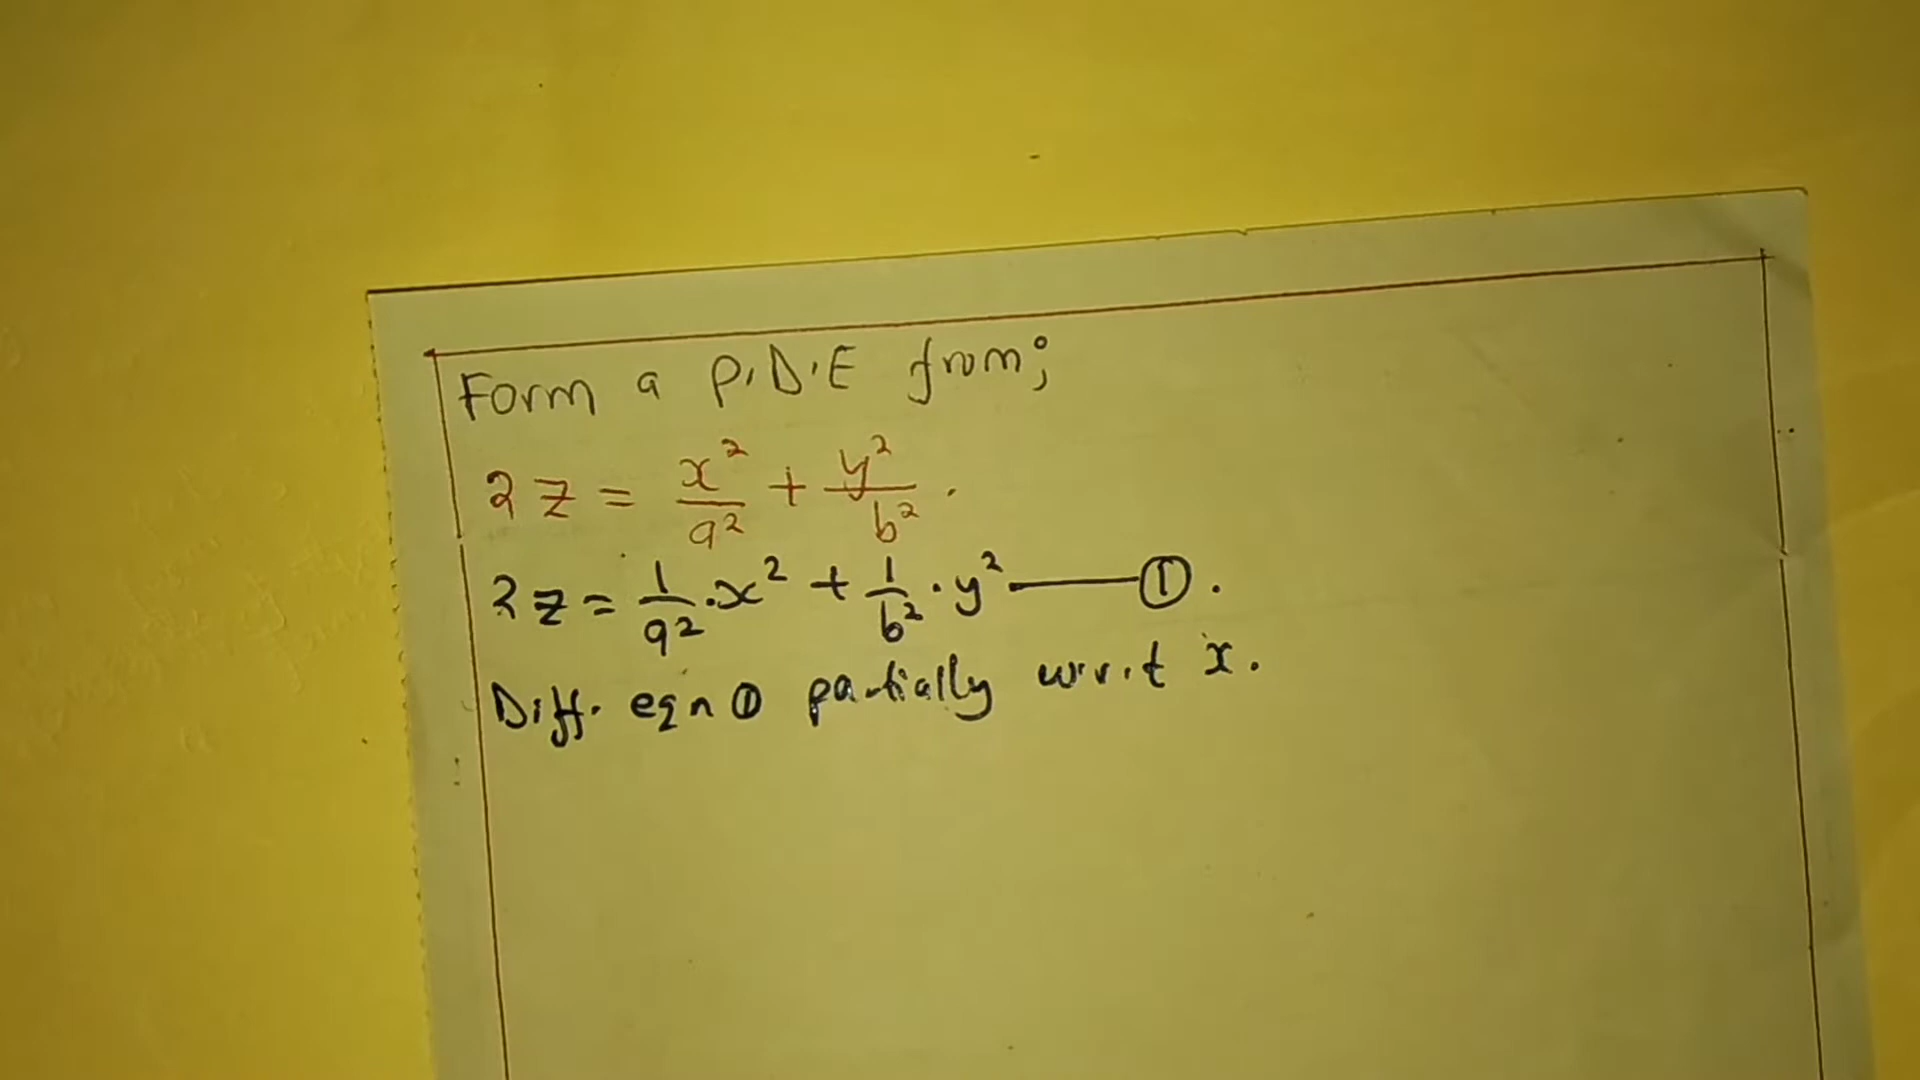 Form a P.D.E from;
2z = x²/a² + y²/b².
2z = 1/a² · x² + 1/b² · y² —— ①.
Diff. eqn ① partially w.r.t x.